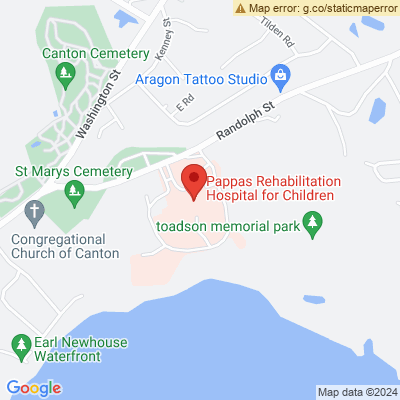 Map error: g.co/staticmaperror
Kenney St
Tilden Rd
Canton Cemetery
Washington St
Aragon Tattoo Studio
E Rd
Randolph St
St Marys Cemetery
Pappas Rehabilitation
Hospital for Children
toadson memorial park
Congregational
Church of Canton
Earl Newhouse
Waterfront
Google
Map data ©2024